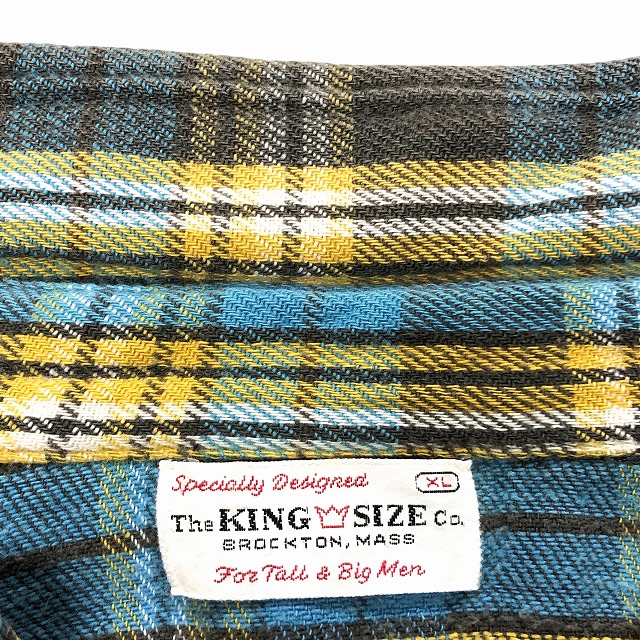 Specially Designed XL
The KING SIZE Co.
BROCKTON, MASS
For Tall & Big Men